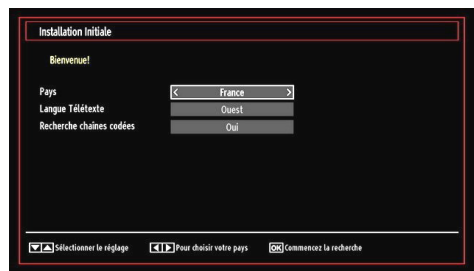 Installation Initiale
Bienvenue!
Pays < France >
Langue Télétexte Ouest
Recherche chaînes codées Oui
Sélectionner le réglage Pour choisir votre pays OK Commencez la recherche